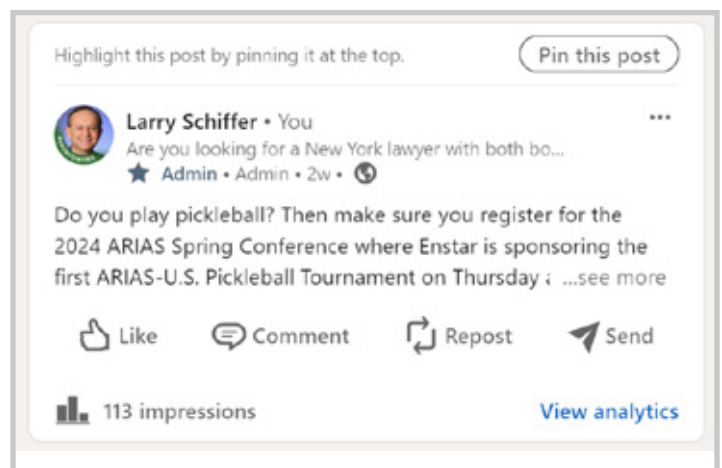 Highlight this post by pinning it at the top.
Pin this post
Larry Schiffer • You
Are you looking for a New York lawyer with both bo...
Admin • Admin • 2w •
Do you play pickleball? Then make sure you register for the
2024 ARIAS Spring Conference where Enstar is sponsoring the
first ARIAS-U.S. Pickleball Tournament on Thursday a ...see more
Like
Comment
Repost
Send
113 impressions
View analytics